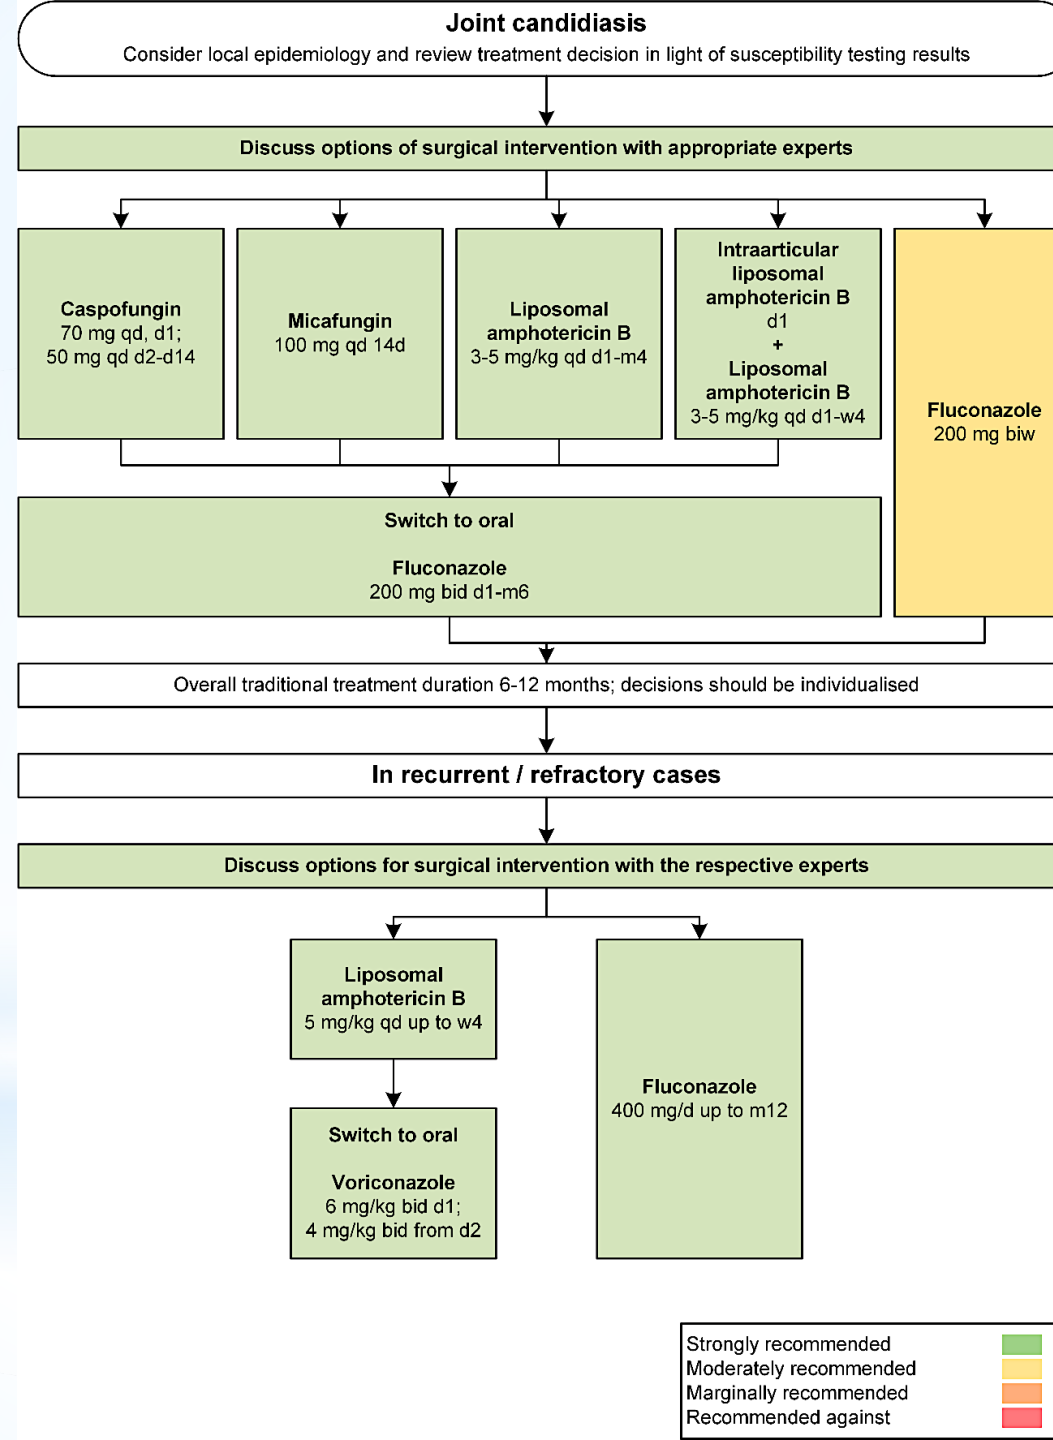 Joint candidiasis
Consider local epidemiology and review treatment decision in light of susceptibility testing results
Discuss options of surgical intervention with appropriate experts
Caspofungin
70 mg qd, d1;
50 mg qd d2-d14
Micafungin
100 mg qd 14d
Liposomal
amphotericin B
3-5 mg/kg qd d1-m4
Intraarticular
liposomal
amphotericin B
d1
+
Liposomal
amphotericin B
3-5 mg/kg qd d1-w4
Fluconazole
200 mg biw
Switch to oral
Fluconazole
200 mg bid d1-m6
Overall traditional treatment duration 6-12 months; decisions should be individualised
In recurrent / refractory cases
Discuss options for surgical intervention with the respective experts
Liposomal
amphotericin B
5 mg/kg qd up to w4
Switch to oral
Voriconazole
6 mg/kg bid d1;
4 mg/kg bid from d2
Fluconazole
400 mg/d up to m12
Strongly recommended
Moderately recommended
Marginally recommended
Recommended against